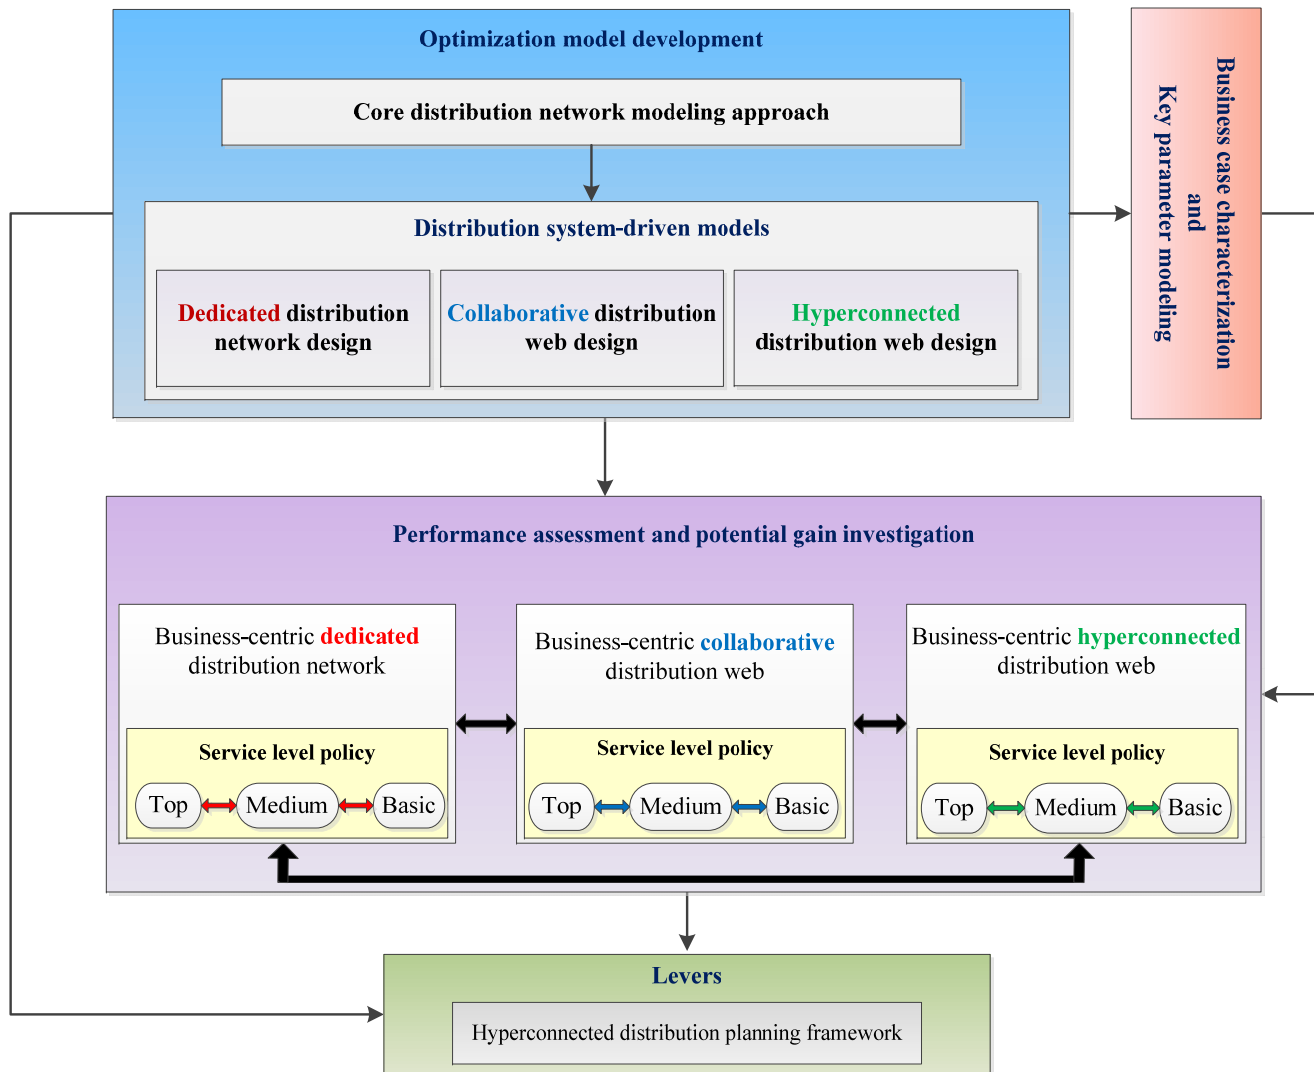 Optimization model development
Core distribution network modeling approach
Distribution system-driven models
Dedicated distribution
network design
Collaborative distribution
web design
Hyperconnected
distribution web design
Business case characterization
and
Key parameter modeling
Performance assessment and potential gain investigation
Business-centric dedicated
distribution network
Service level policy
Top
Medium
Basic
Business-centric collaborative
distribution web
Service level policy
Top
Medium
Basic
Business-centric hyperconnected
distribution web
Service level policy
Top
Medium
Basic
Levers
Hyperconnected distribution planning framework